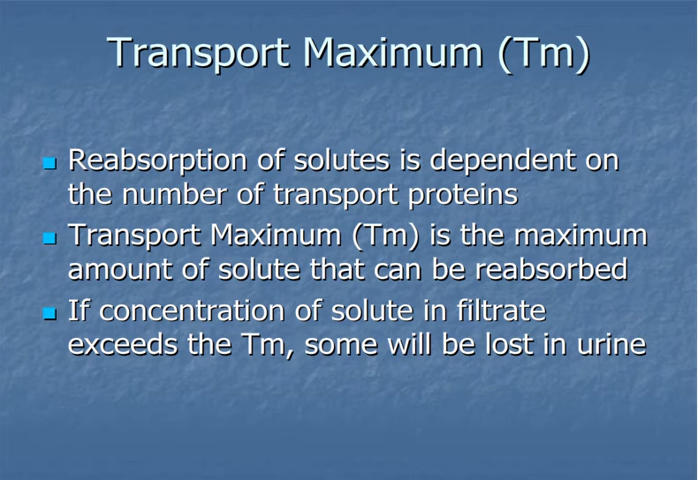 Transport Maximum (Tm)
Reabsorption of solutes is dependent on
the number of transport proteins
Transport Maximum (Tm) is the maximum
amount of solute that can be reabsorbed
If concentration of solute in filtrate
exceeds the Tm, some will be lost in urine